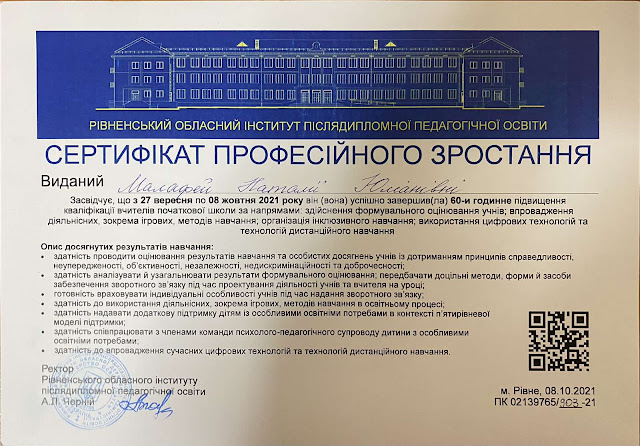 РІВНЕНСЬКИЙ ОБЛАСНИЙ ІНСТИТУТ ПІСЛЯДИПЛОМНОЇ ПЕДАГОГІЧНОЇ ОСВІТИ
СЕРТИФІКАТ ПРОФЕСІЙНОГО ЗРОСТАННЯ
Виданий Малафей Наталії Юліанівні
Засвідчує, що з 27 вересня по 08 жовтня 2021 року він (вона) успішно завершив(ла) 60-и годинне підвищення
кваліфікації вчителів початкової школи за напрямами: здійснення формувального оцінювання учнів; впровадження
діяльнісних, зокрема ігрових, методів навчання; організація інклюзивного навчання; використання цифрових технологій та
технологій дистанційного навчання
Опис досягнутих результатів навчання:
• здатність проводити оцінювання результатів навчання та особистих досягнень учнів із дотриманням принципів справедливості,
неупередженості, об'єктивності, незалежності, недискримінаційності та доброчесності;
• здатність аналізувати й узагальнювати результати формувального оцінювання; передбачати доцільні методи, форми й засоби
забезпечення зворотного зв'язку під час проектування діяльності учнів та вчителя на уроці;
• готовність враховувати індивідуальні особливості учнів під час надання зворотного зв'язку;
• здатність до використання діяльнісних, зокрема ігрових, методів навчання в освітньому процесі;
• здатність надавати додаткову підтримку дітям із особливими освітніми потребами в контексті п'ятирівневої
моделі підтримки;
• здатність співпрацювати з членами команди психолого-педагогічного супроводу дитини з особливими
освітніми потребами;
• здатність до впровадження сучасних цифрових технологій та технологій дистанційного навчання.
Ректор
Рівненського обласного інституту
післядипломної педагогічної освіти
А.Л. Черній
м. Рівне, 08.10.2021
ПК 02139765/903-21